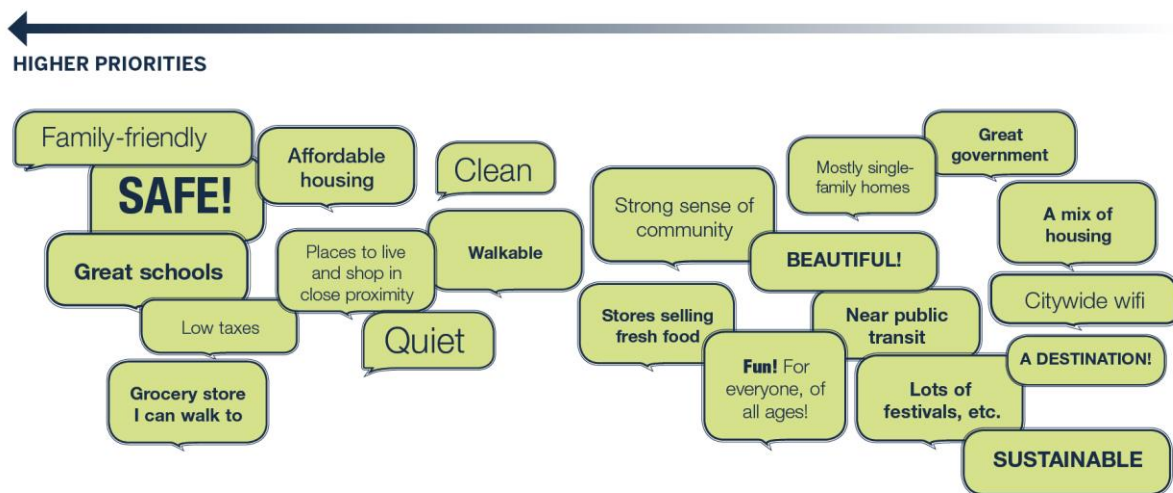 HIGHER PRIORITIES
Family-friendly
SAFE!
Affordable
housing
Clean
Great schools
Places to live
and shop in
close proximity
Walkable
Low taxes
Quiet
Grocery store
I can walk to
Strong sense of
community
Mostly single-
family homes
Great
government
A mix of
housing
BEAUTIFUL!
Stores selling
fresh food
Near public
transit
Citywide wifi
Fun! For
everyone, of
all ages!
A DESTINATION!
Lots of
festivals, etc.
SUSTAINABLE